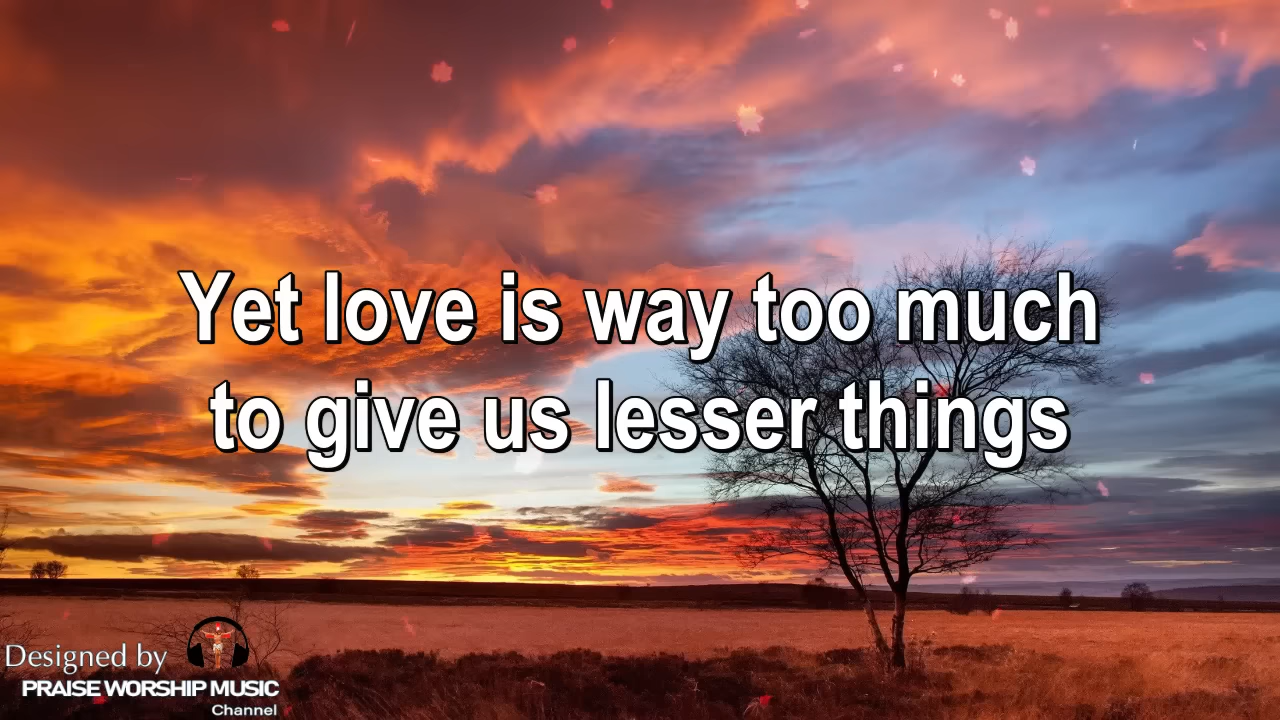 Yet love is way too much
to give us lesser things
Designed by
PRAISE WORSHIP MUSIC
Channel